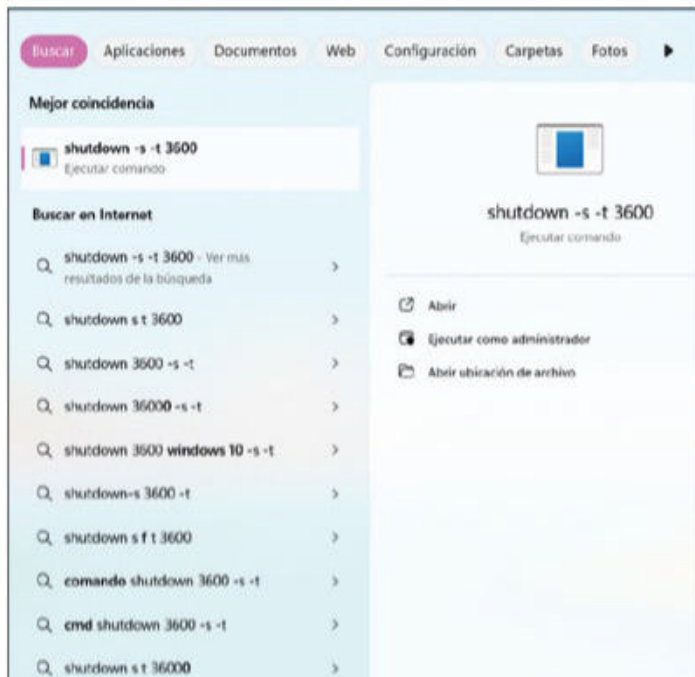 Buscar Aplicaciones Documentos Web Configuración Carpetas Fotos
Mejor coincidencia
shutdown -s -t 3600
Ejecutar comando
Buscar en Internet
shutdown -s -t 3600 - Ver más
resultados de la búsqueda
shutdown s t 3600
shutdown 3600 -s -t
shutdown 36000 -s -t
shutdown 3600 windows 10 -s -t
shutdown-s 3600 -t
shutdown s f t 3600
comando shutdown 3600 -s -t
cmd shutdown 3600 -s -t
shutdown s t 36000
shutdown -s -t 3600
Ejecutar comando
Abrir
Ejecutar como administrador
Abrir ubicación de archivo